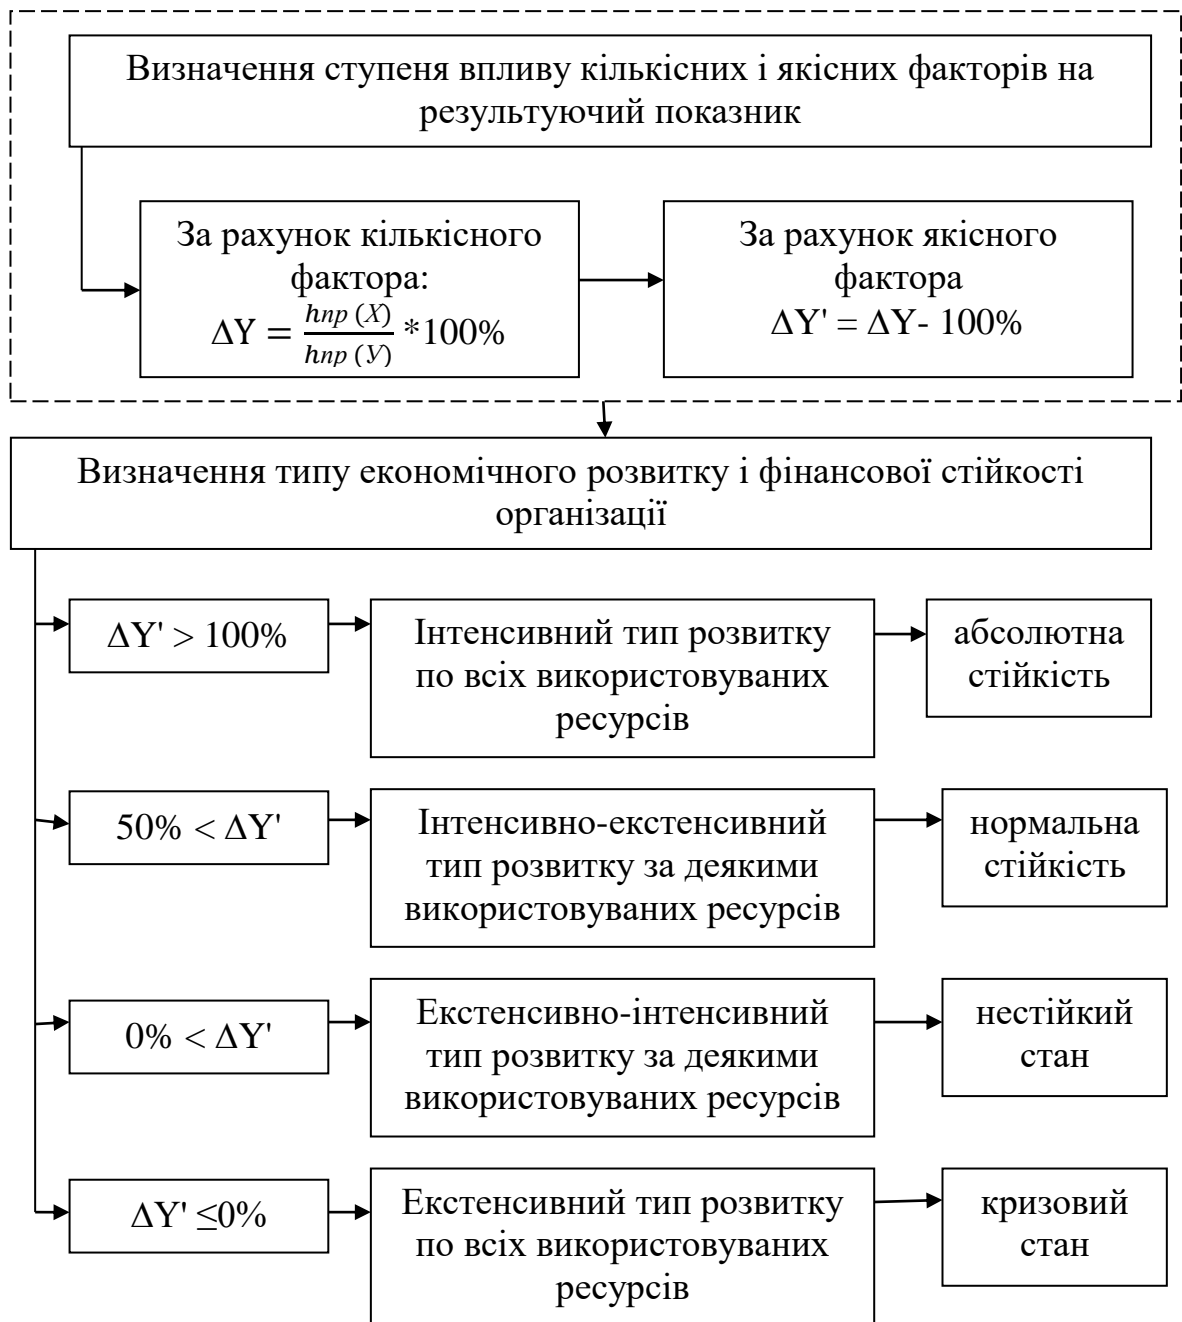 Визначення ступеня впливу кількісних і якісних факторів на
результуючий показник
За рахунок кількісного
фактора:
ΔY = hпр (X) / hпр (У) *100%
За рахунок якісного
фактора
ΔY' = ΔY- 100%
Визначення типу економічного розвитку і фінансової стійкості
організації
ΔY' > 100%
Інтенсивний тип розвитку
по всіх використовуваних
ресурсів
абсолютна
стійкість
50% < ΔY'
Інтенсивно-екстенсивний
тип розвитку за деякими
використовуваних ресурсів
нормальна
стійкість
0% < ΔY'
Екстенсивно-інтенсивний
тип розвитку за деякими
використовуваних ресурсів
нестійкий
стан
ΔY' ≤0%
Екстенсивний тип розвитку
по всіх використовуваних
ресурсів
кризовий
стан